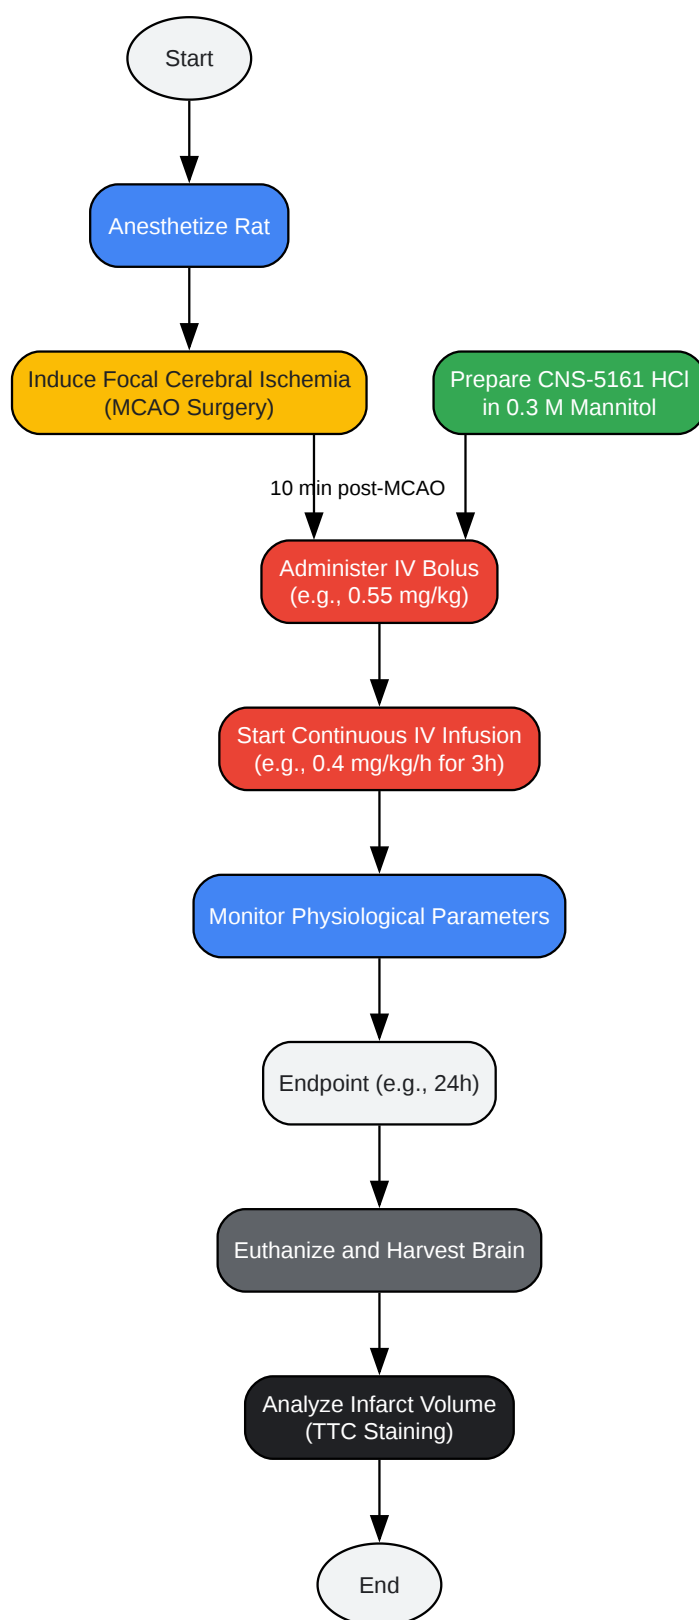 Start
Anesthetize Rat
Induce Focal Cerebral Ischemia
(MCAO Surgery)
Prepare CNS-5161 HCl
in 0.3 M Mannitol
10 min post-MCAO
Administer IV Bolus
(e.g., 0.55 mg/kg)
Start Continuous IV Infusion
(e.g., 0.4 mg/kg/h for 3h)
Monitor Physiological Parameters
Endpoint (e.g., 24h)
Euthanize and Harvest Brain
Analyze Infarct Volume
(TTC Staining)
End